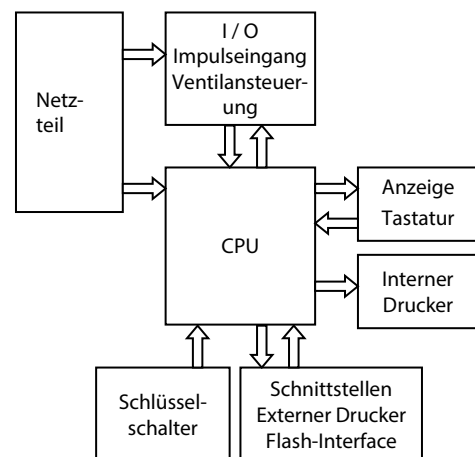 I / O
Impulseingang
Ventilansteuer-
ung
Netz-
teil
CPU
Anzeige
Tastatur
Interner
Drucker
Schlüssel-
schalter
Schnittstellen
Externer Drucker
Flash-Interface